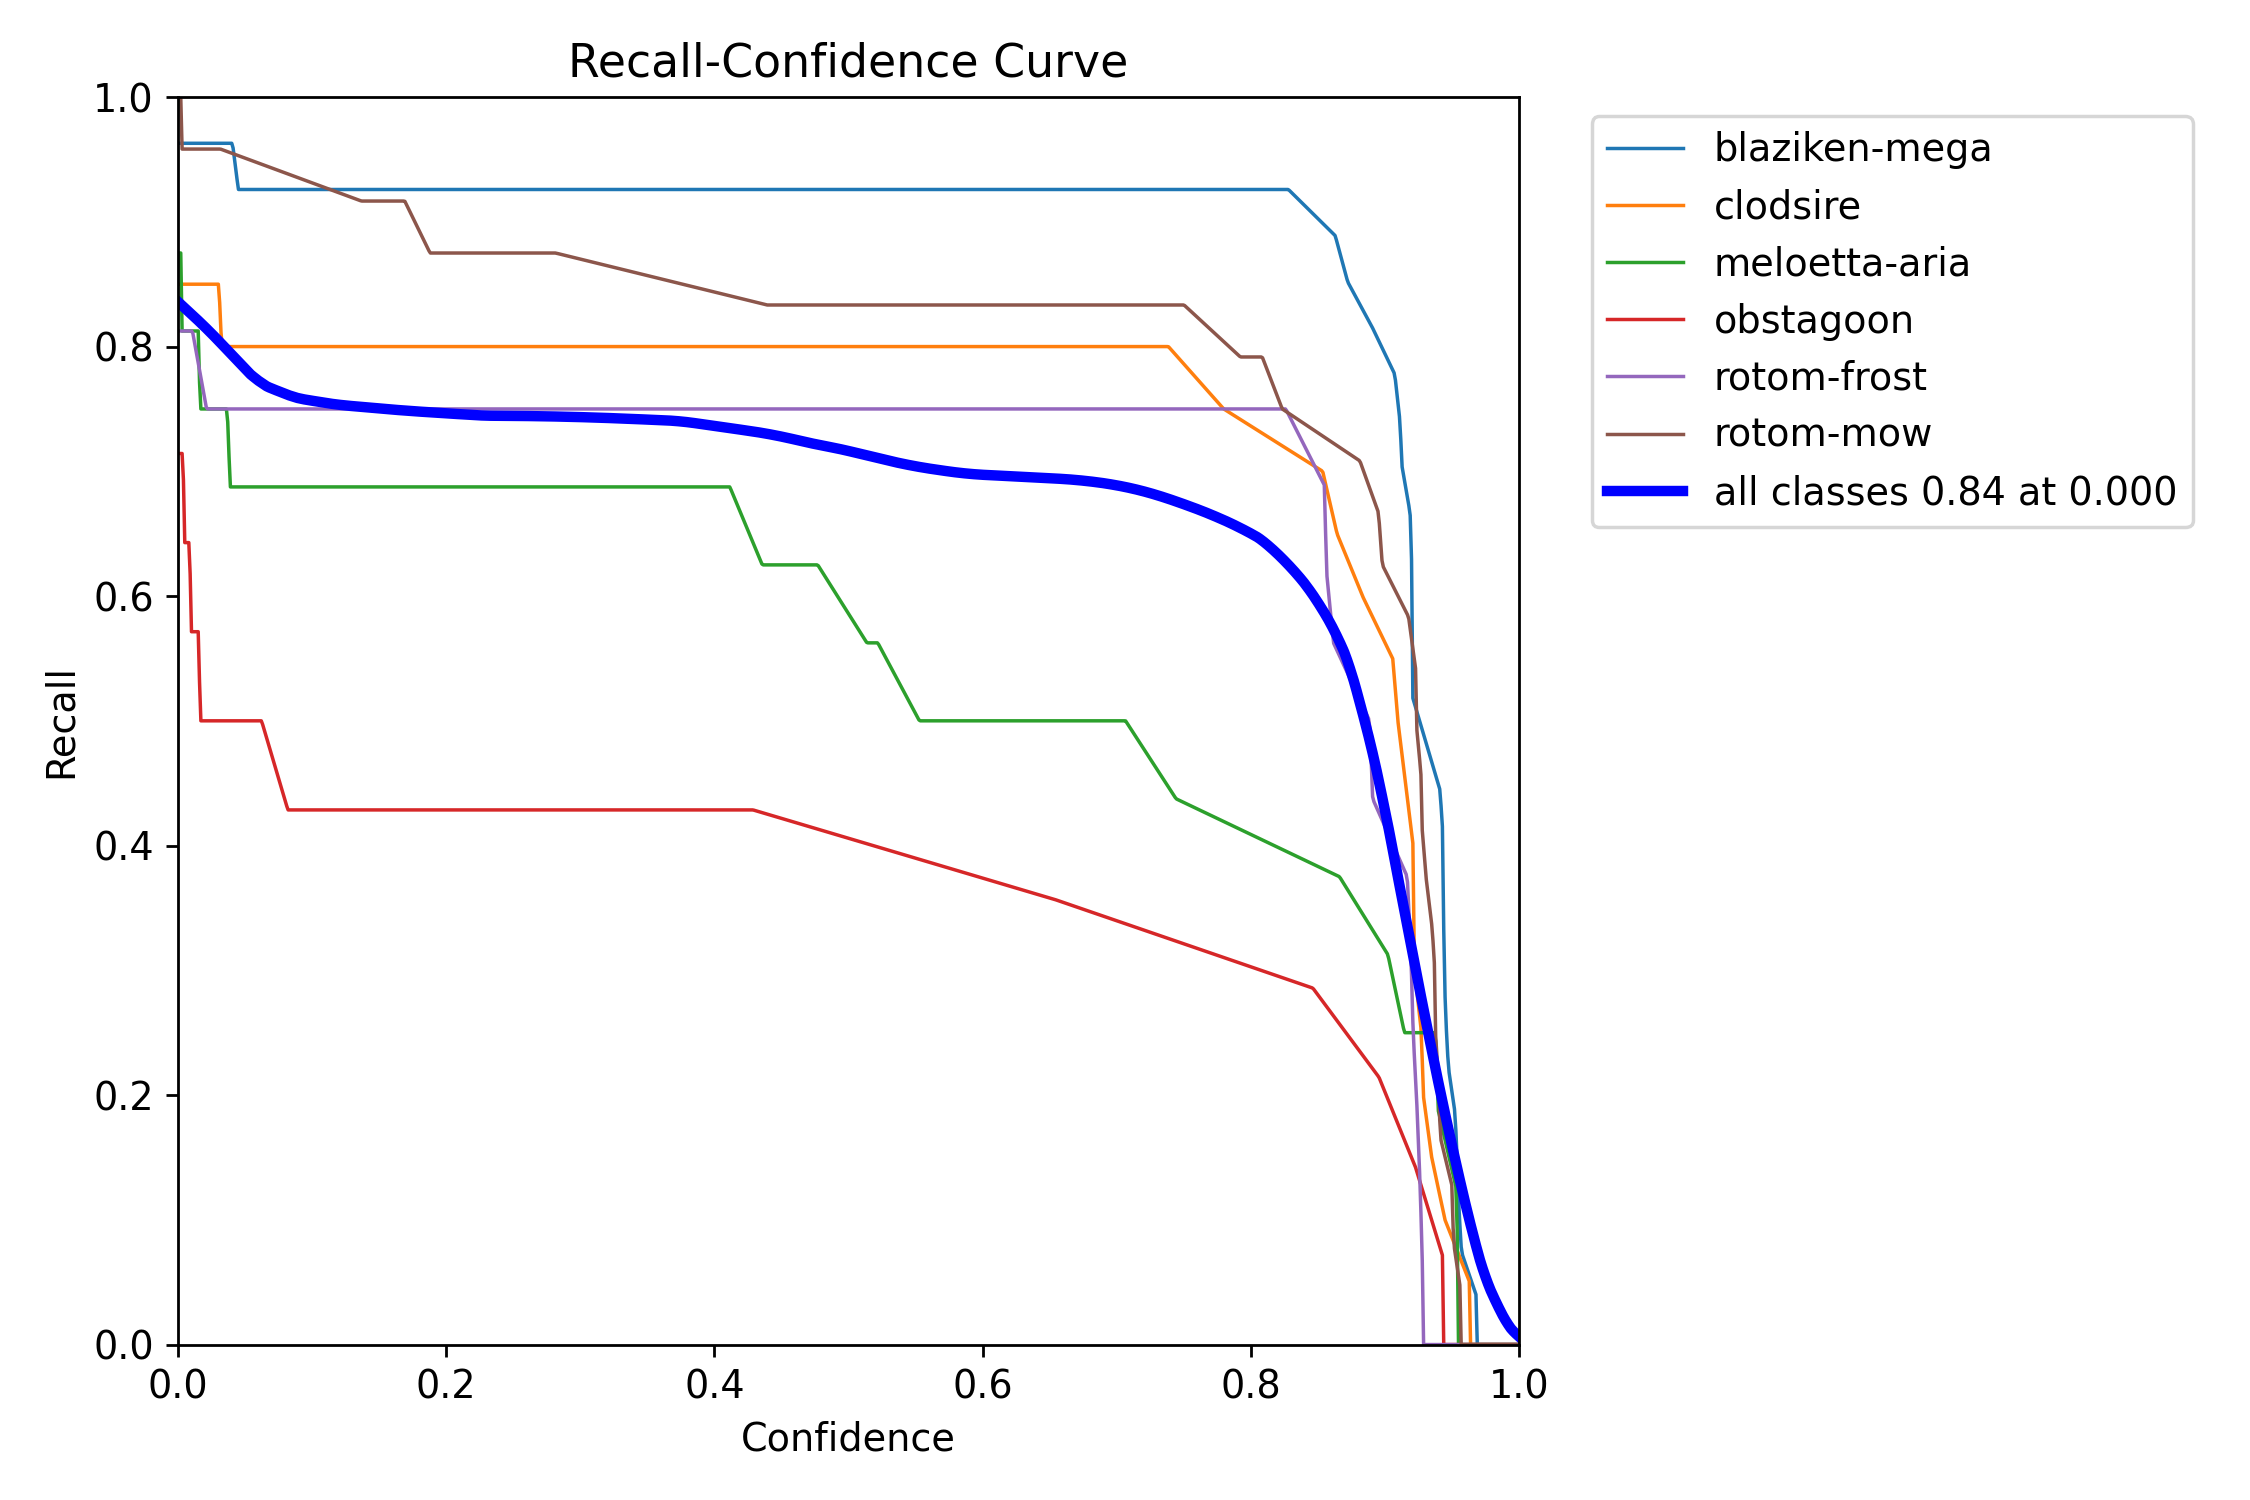 Recall-Confidence Curve
1.0
0.8
0.6
0.4
0.2
0.0
Recall
0.0 0.2 0.4 0.6 0.8 1.0
Confidence
blaziken-mega
clodsire
meloetta-aria
obstagoon
rotom-frost
rotom-mow
all classes 0.84 at 0.000